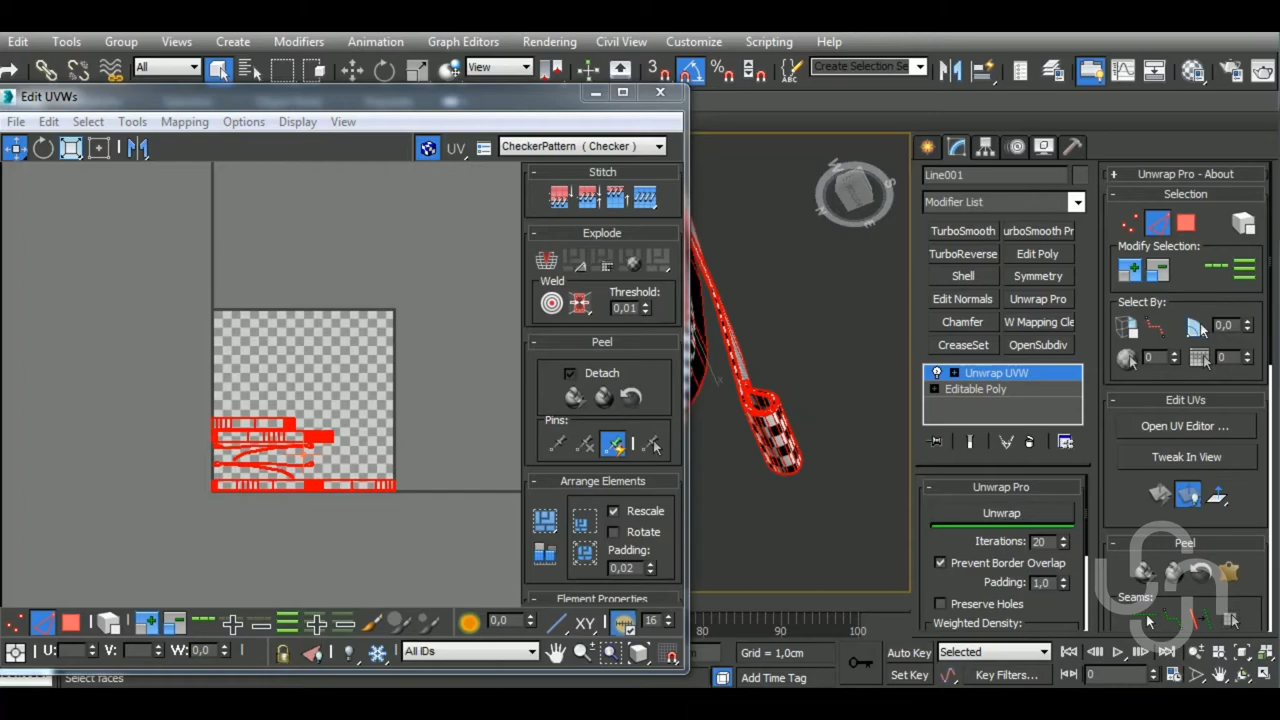 Edit Tools Group Views Create Modifiers Animation Graph Editors Rendering Civil View Customize Scripting Help
All View 3 Create Selection Se
Edit UVWs
File Edit Select Tools Mapping Options Display View
UV CheckerPattern ( Checker )
Stitch
Explode
Weld Threshold:
0,01
Peel
Detach
Pins:
Arrange Elements
Rescale
Rotate
Padding:
0,02
Element Properties
0,0 XY 16
U: V: W: 0,0 All IDs
Select faces
W S
80 90 100
Grid = 1,0cm
Add Time Tag
Auto Key Selected
Set Key Key Filters... 0
Line001
Modifier List
TurboSmooth urboSmooth Pr
TurboReverse Edit Poly
Shell Symmetry
Edit Normals Unwrap Pro
Chamfer W Mapping Cle
CreaseSet OpenSubdiv
Unwrap UVW
Editable Poly
Unwrap Pro
Unwrap
Iterations: 20
Prevent Border Overlap
Padding: 1,0
Preserve Holes
Weighted Density:
Unwrap Pro - About
Selection
Modify Selection:
Select By:
0,0
0 0
Edit UVs
Open UV Editor ...
Tweak In View
Peel
Seams: